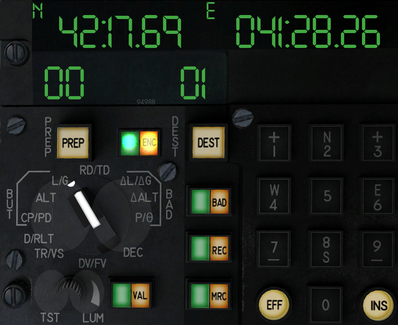 N E
42:17.69 041:28.26
00 01
PREP PREP ENC DEST DEST
+ 1 N 2 + 3
RD/TD
L/G ΔL/ΔG
BUT ALT ΔALT BAD BAD W 4 5 E 6
CP/PD P/θ
D/RLT DEC REC 7 – 8 S 9 –
TR/VS
DV/FV
VAL MRC EFF 0 INS
TST LUM